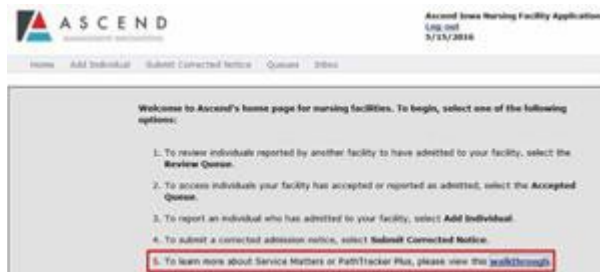 ASCEND
Ascend Iowa Nursing Facility Application
Log out
5/15/2016
Home Add Individual Submit Corrected Notice Queues Inbox
Welcome to Ascend's home page for nursing facilities. To begin, select one of the following
options:
1. To review individuals reported by another facility to have admitted to your facility, select the
Review Queue.
2. To access individuals your facility has accepted or reported as admitted, select the Accepted
Queue.
3. To report an individual who has admitted to your facility, select Add Individual.
4. To submit a corrected admission notice, select Submit Corrected Notice.
5. To learn more about Service Matters or PathTracker Plus, please view this walkthrough.